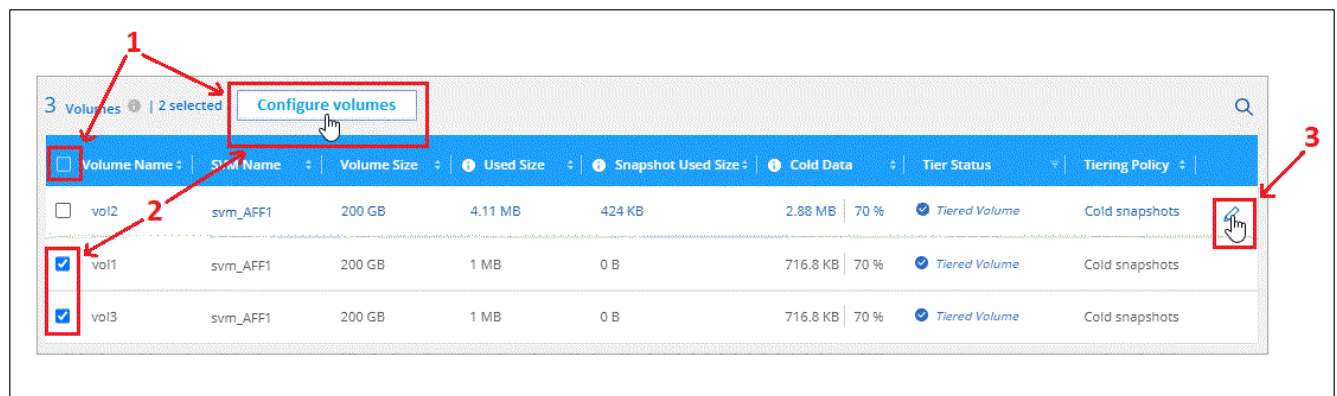 1
3 Volumes | 2 selected Configure volumes
3
Volume Name SVM Name Volume Size Used Size Snapshot Used Size Cold Data Tier Status Tiering Policy
2
vol2 svm_AFF1 200 GB 4.11 MB 424 KB 2.88 MB 70 % Tiered Volume Cold snapshots
vol1 svm_AFF1 200 GB 1 MB 0 B 716.8 KB 70 % Tiered Volume Cold snapshots
vol3 svm_AFF1 200 GB 1 MB 0 B 716.8 KB 70 % Tiered Volume Cold snapshots